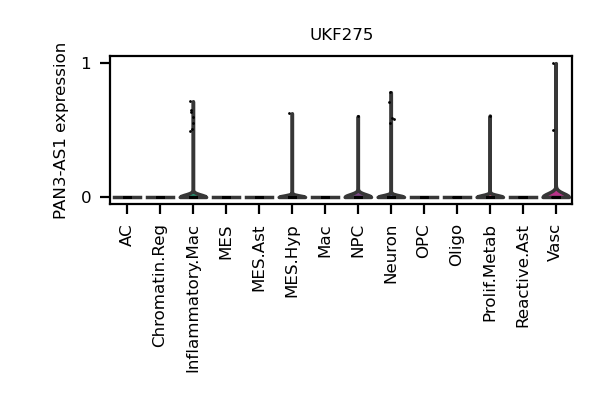 UKF275
PAN3-AS1 expression
1
0
AC
Chromatin.Reg
Inflammatory.Mac
MES
MES.Ast
MES.Hyp
Mac
NPC
Neuron
OPC
Oligo
Prolif.Metab
Reactive.Ast
Vasc